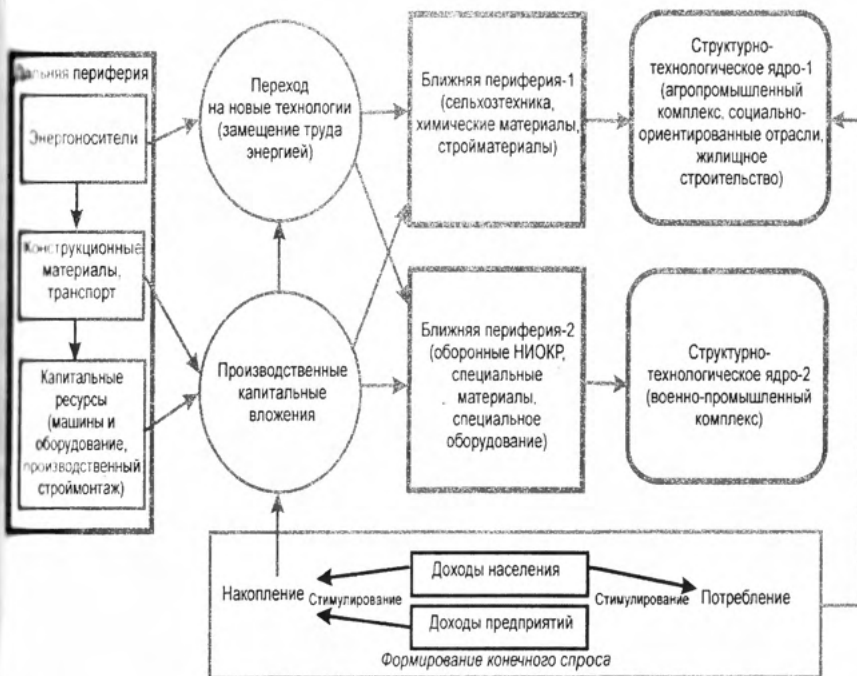 Дальняя периферия
Энергоносители
Конструкционные
материалы,
транспорт
Капитальные
ресурсы
(машины и
оборудование,
производственный
строймонтаж)
Переход
на новые технологии
(замещение труда
энергией)
Производственные
капитальные
вложения
Ближняя периферия-1
(сельхозтехника,
химические материалы,
стройматериалы)
Ближняя периферия-2
(оборонные НИОКР,
специальные
материалы,
специальное
оборудование)
Структурно-
технологическое ядро-1
(агропромышленный
комплекс, социально-
ориентированные отрасли,
жилищное
строительство)
Структурно-
технологическое ядро-2
(военно-промышленный
комплекс)
Доходы населения
Накопление Стимулирование Стимулирование Потребление
Доходы предприятий
Формирование конечного спроса